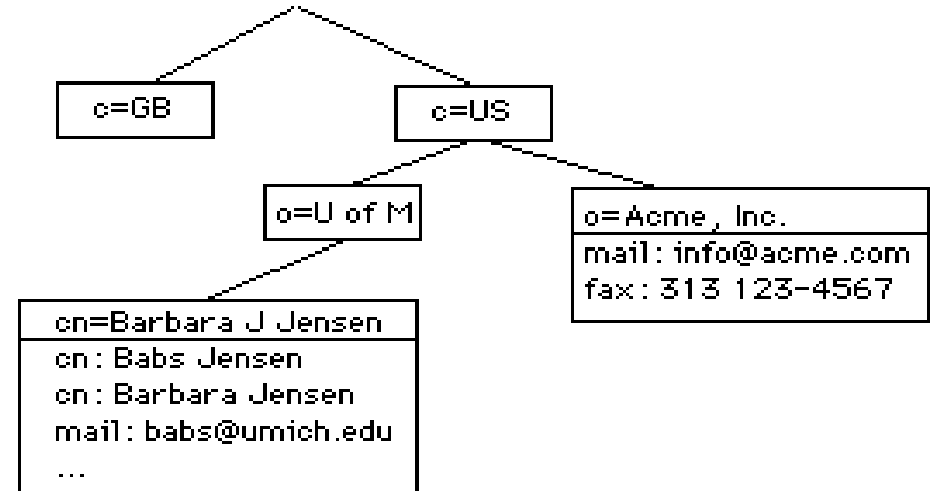 c=GB
c=US
o=U of M
o=Acme, Inc.
mail: info@acme.com
fax: 313 123-4567
cn=Barbara J Jensen
cn: Babs Jensen
cn: Barbara Jensen
mail: babs@umich.edu
...